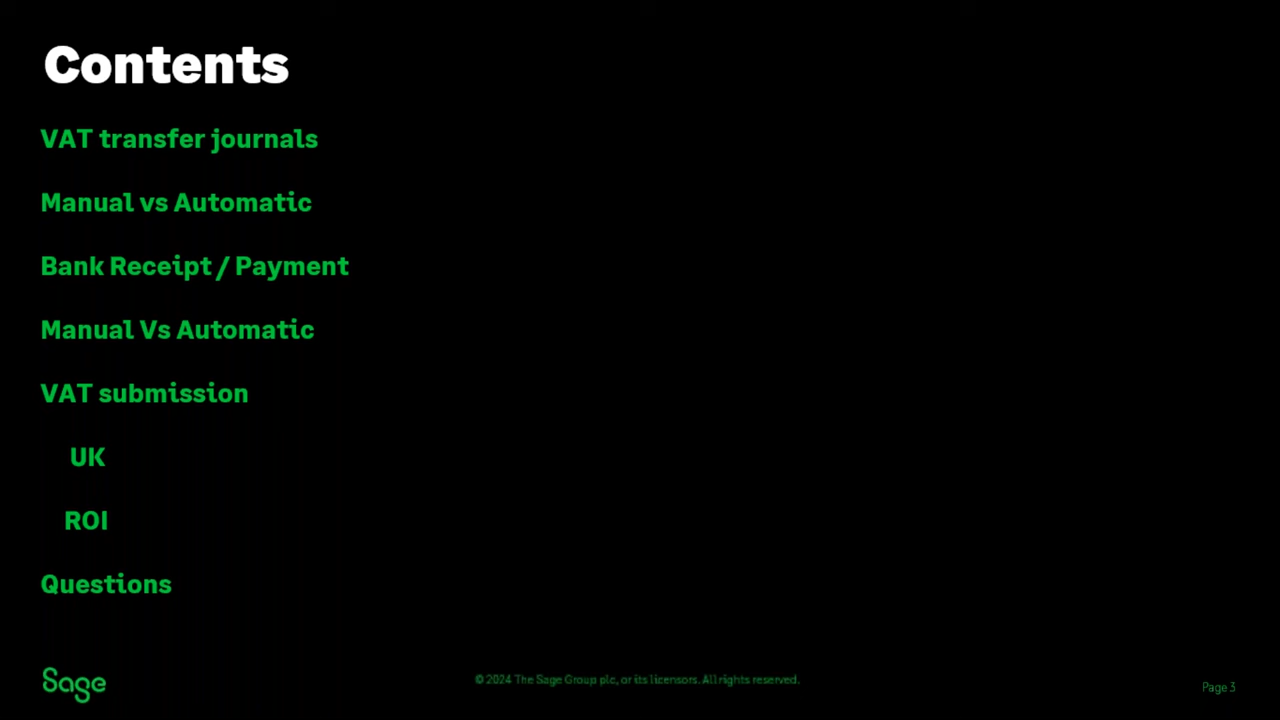 Contents
VAT transfer journals
Manual vs Automatic
Bank Receipt / Payment
Manual Vs Automatic
VAT submission
UK
ROI
Questions
Sage
© 2024 The Sage Group plc, or its licensors. All rights reserved.
Page 3